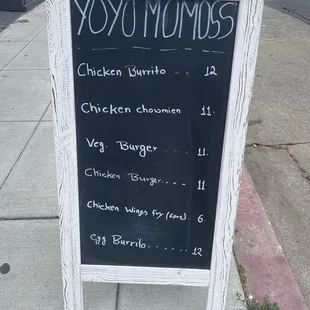 YOYO MOMOSS
Chicken Burrito . . 12
Chicken chowmien 11.
Veg. Burger - - - - - 11.
Chicken Burger. - - - 11
Chicken Wings fry 6.
egg Burrito. . . . . . . 12